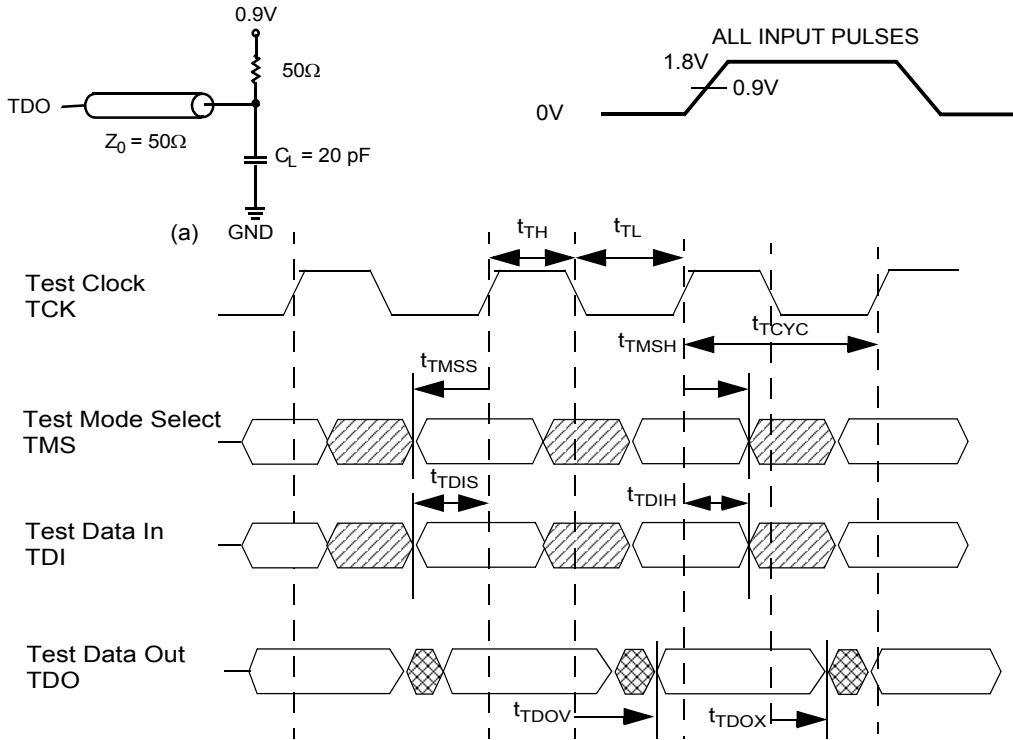 0.9V
50Ω
TDO
Z0 = 50Ω
CL = 20 pF
(a)
GND
ALL INPUT PULSES
1.8V
0.9V
0V
tTH
tTL
Test Clock
TCK
tTCYC
tTMSH
tTMSS
Test Mode Select
TMS
tTDIS
tTDIH
Test Data In
TDI
Test Data Out
TDO
tTDOV
tTDOX